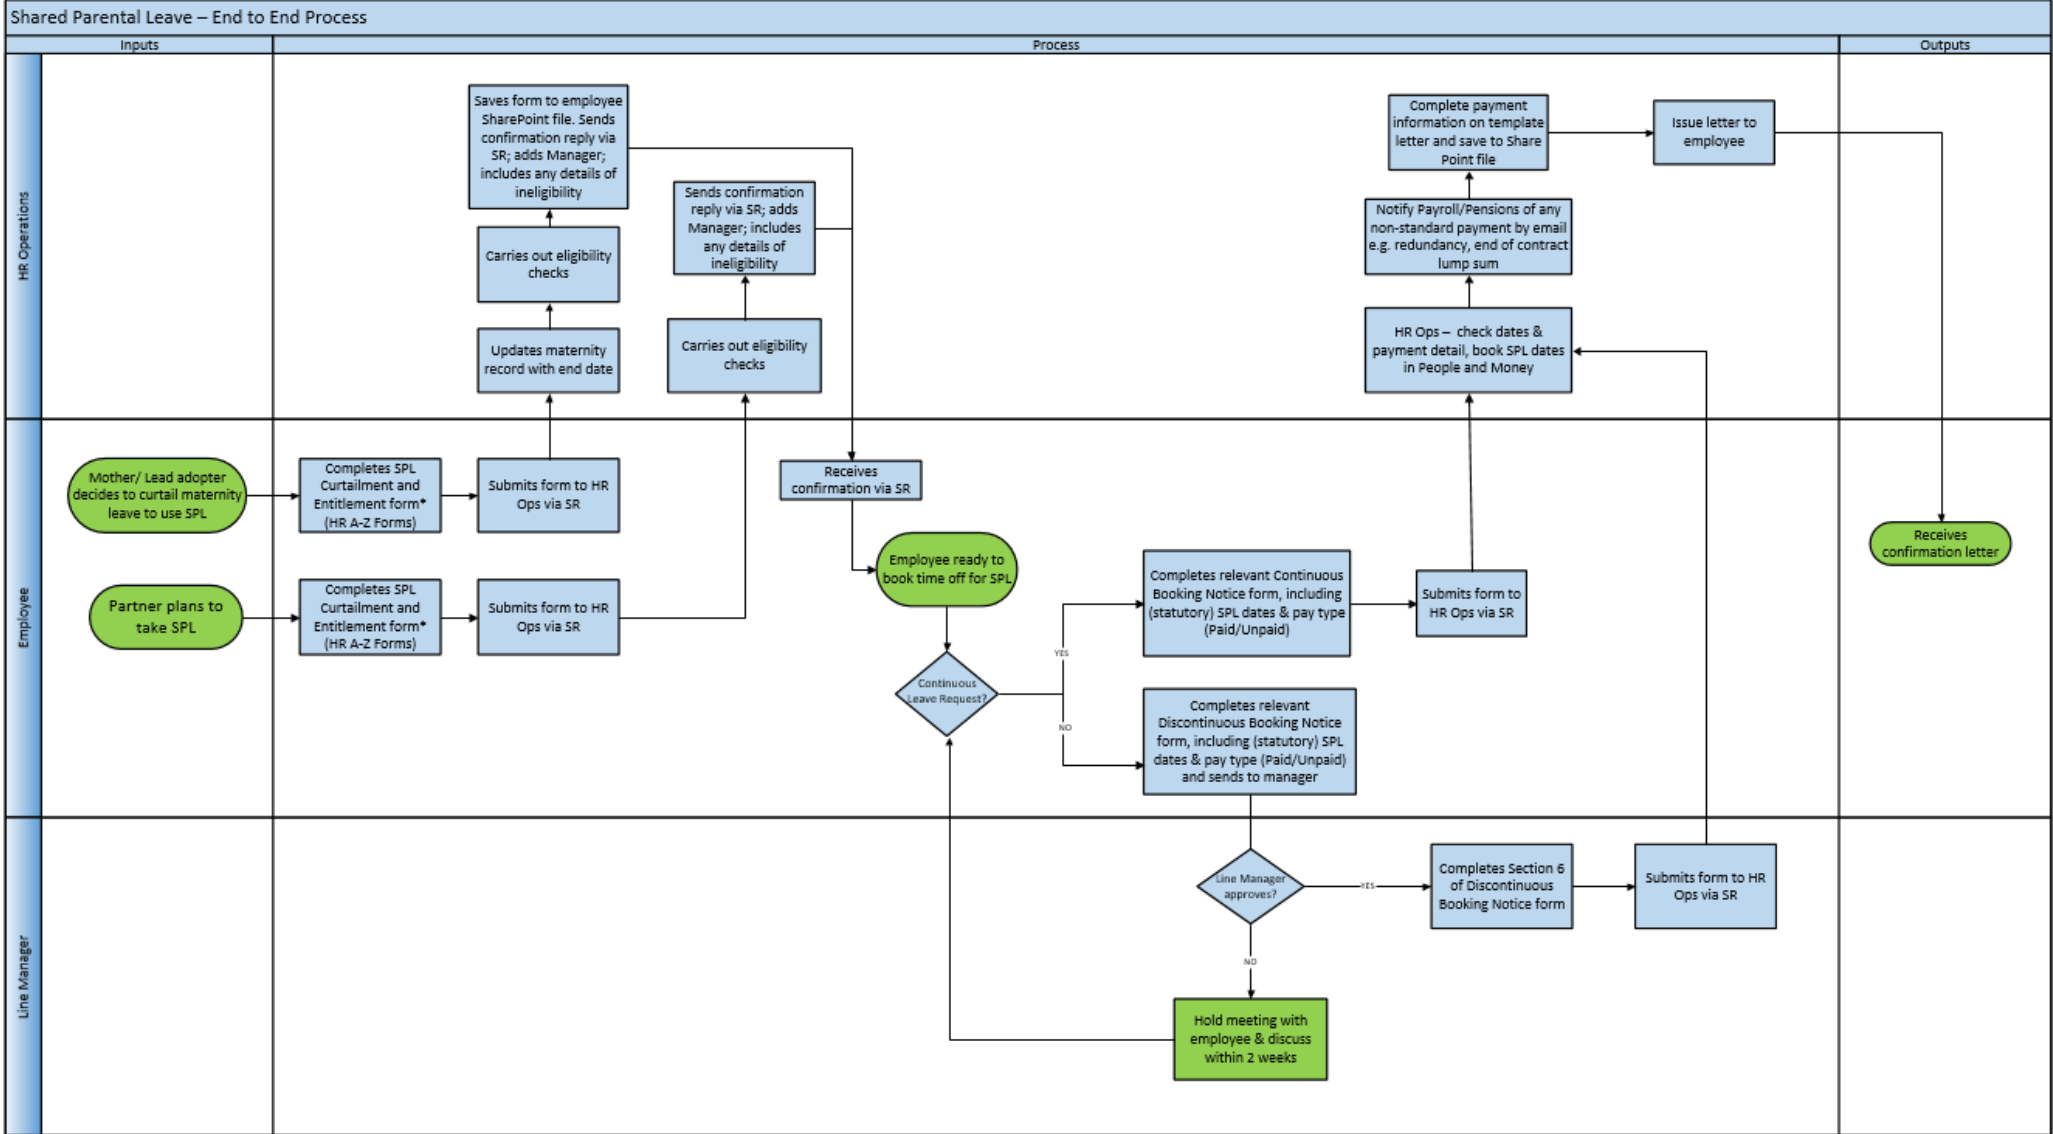 Shared Parental Leave – End to End Process
Inputs
Process
Outputs
HR Operations
Saves form to employee
SharePoint file. Sends
confirmation reply via
SR; adds Manager;
includes any details of
ineligibility
Carries out eligibility
checks
Updates maternity
record with end date
Sends confirmation
reply via SR; adds
Manager; includes
any details of
ineligibility
Carries out eligibility
checks
Complete payment
information on template
letter and save to Share
Point file
Issue letter to
employee
Notify Payroll/Pensions of any
non-standard payment by email
e.g. redundancy, end of contract
lump sum
HR Ops –  check dates &
payment detail, book SPL dates
in People and Money
Employee
Mother/ Lead adopter
decides to curtail maternity
leave to use SPL
Completes SPL
Curtailment and
Entitlement form*
(HR A-Z Forms)
Submits form to HR
Ops via SR
Receives
confirmation via SR
Partner plans to
take SPL
Completes SPL
Curtailment and
Entitlement form*
(HR A-Z Forms)
Submits form to HR
Ops via SR
Employee ready to
book time off for SPL
Continuous
Leave Request?
YES
NO
Completes relevant Continuous
Booking Notice form, including
(statutory) SPL dates & pay type
(Paid/Unpaid)
Submits form to
HR Ops via SR
Completes relevant
Discontinuous Booking Notice
form, including (statutory) SPL
dates & pay type (Paid/Unpaid)
and sends to manager
Receives
confirmation letter
Line Manager
Line Manager
approves?
YES
Completes Section 6
of Discontinuous
Booking Notice form
Submits form to HR
Ops via SR
NO
Hold meeting with
employee & discuss
within 2 weeks